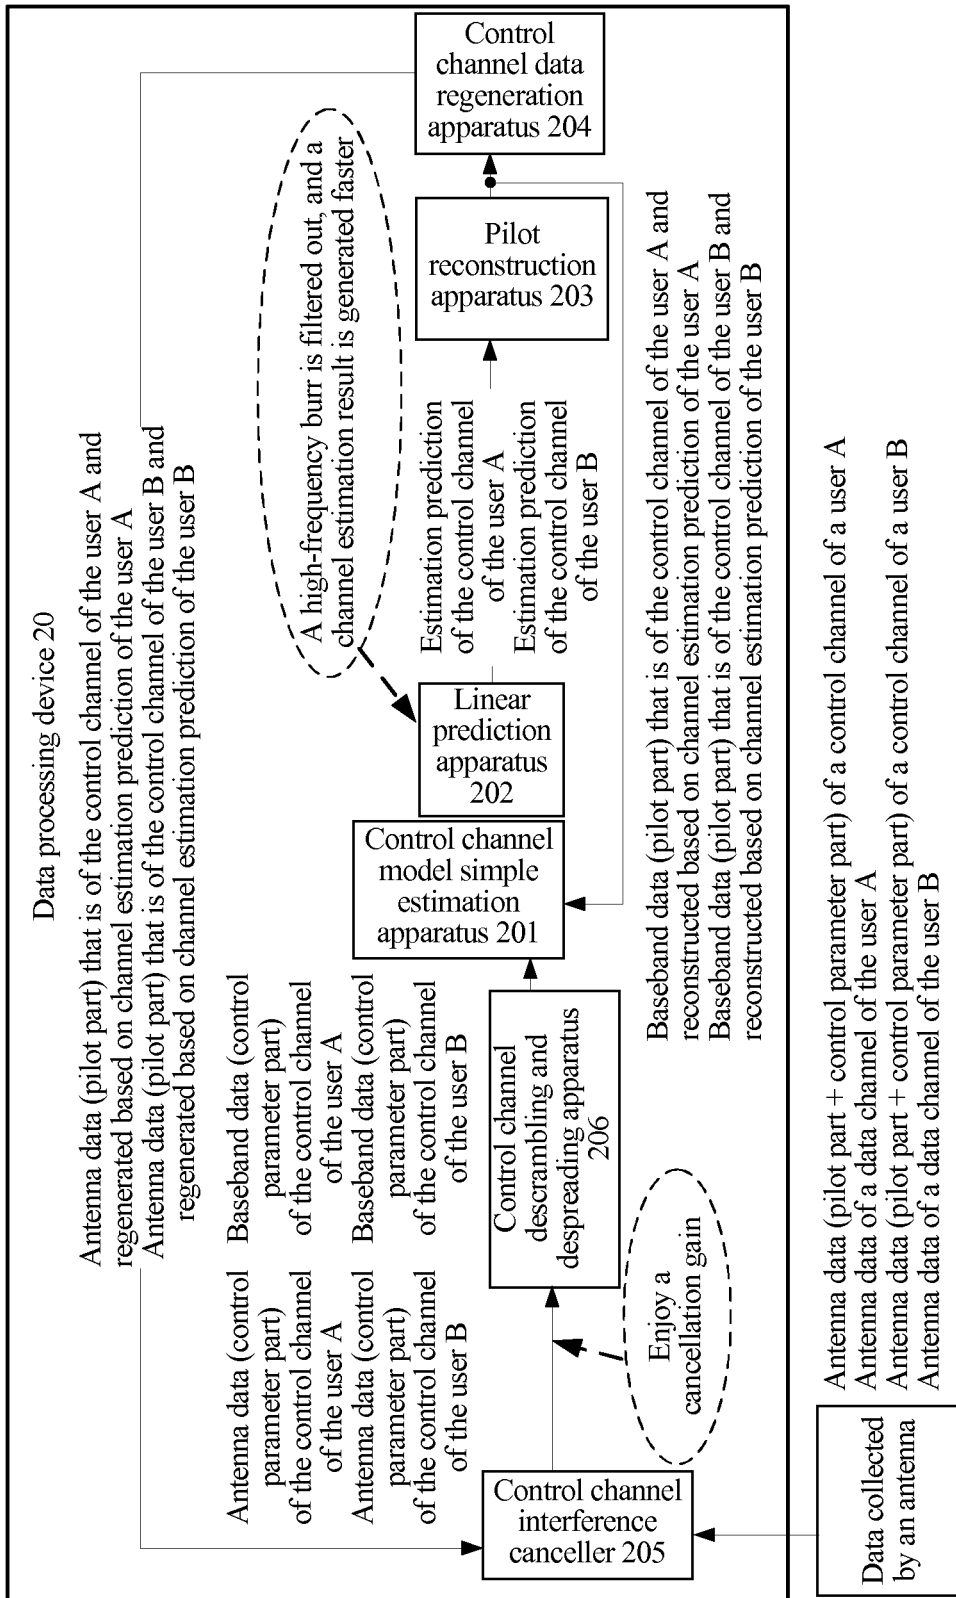 Data processing device 20
Antenna data (pilot part) that is of the control channel of the user A and
regenerated based on channel estimation prediction of the user A
Antenna data (pilot part) that is of the control channel of the user B and
regenerated based on channel estimation prediction of the user B
Antenna data (control
parameter part)
of the control channel
of the user A
Antenna data (control
parameter part)
of the control channel
of the user B
Baseband data (control
parameter part)
of the control channel
of the user A
Baseband data (control
parameter part)
of the control channel
of the user B
A high-frequency burr is filtered out, and a
channel estimation result is generated faster
Control channel
interference
canceller 205
Control channel
descrambling and
despreading apparatus
206
Control channel
model simple
estimation
apparatus 201
Linear
prediction
apparatus
202
Estimation prediction
of the control channel
of the user A
Estimation prediction
of the control channel
of the user B
Pilot
reconstruction
apparatus 203
Control
channel data
regeneration
apparatus 204
Enjoy a
cancellation gain
Baseband data (pilot part) that is of the control channel of the user A and
reconstructed based on channel estimation prediction of the user A
Baseband data (pilot part) that is of the control channel of the user B and
reconstructed based on channel estimation prediction of the user B
Data collected
by an antenna
Antenna data (pilot part + control parameter part) of a control channel of a user A
Antenna data of a data channel of the user A
Antenna data (pilot part + control parameter part) of a control channel of a user B
Antenna data of a data channel of the user B